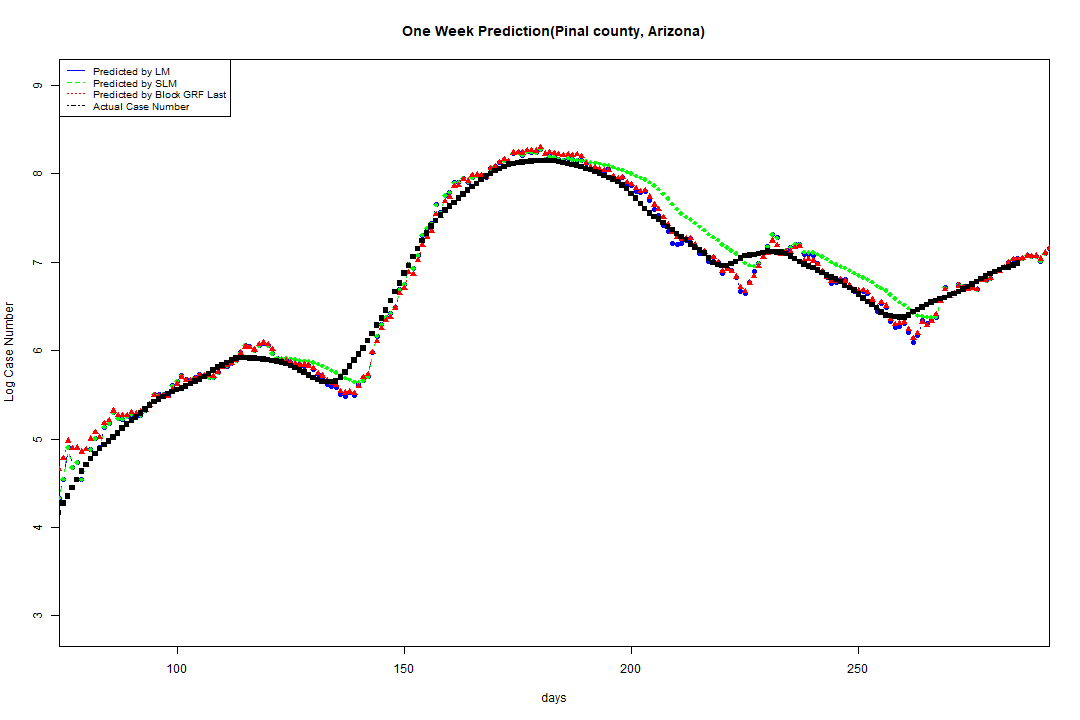 One Week Prediction(Pinal county, Arizona)
Predicted by LM
Predicted by SLM
Predicted by Block GRF Last
Actual Case Number
9
8
7
6
5
4
3
Log Case Number
100 150 200 250
days